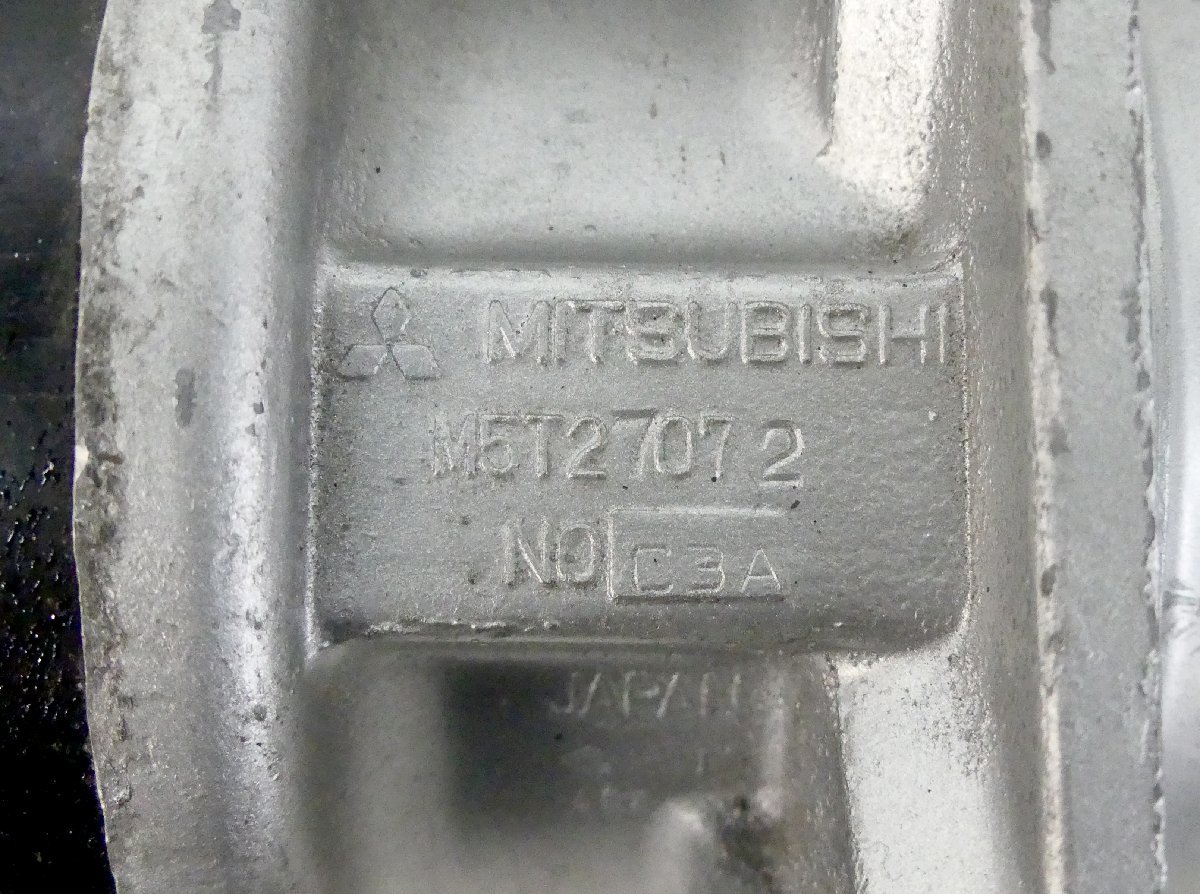 MITSUBISHI
M5T27072
NO C3A
JAPAN